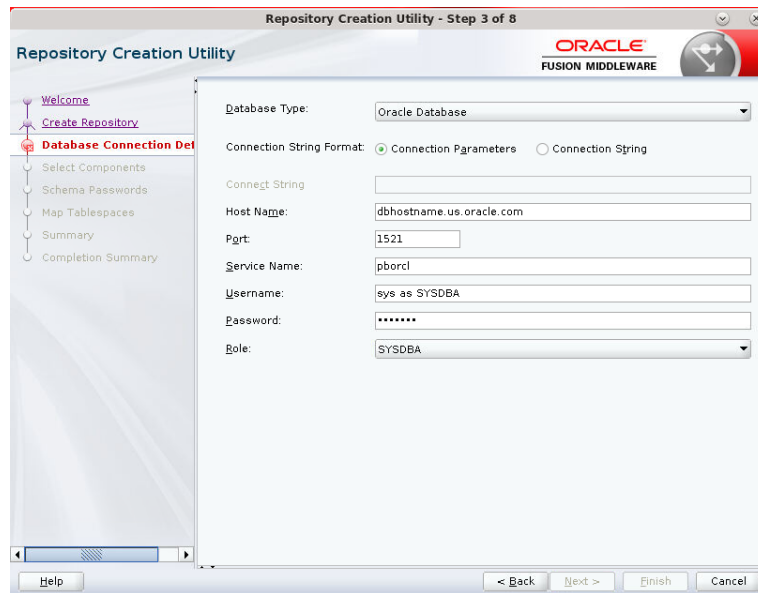 Repository Creation Utility - Step 3 of 8
Repository Creation Utility
ORACLE
FUSION MIDDLEWARE
Welcome
Create Repository
Database Connection Det
Select Components
Schema Passwords
Map Tablespaces
Summary
Completion Summary
Database Type: Oracle Database
Connection String Format: Connection Parameters Connection String
Connect String
Host Name: dbhostname.us.oracle.com
Port: 1521
Service Name: pborcl
Username: sys as SYSDBA
Password: •••••••
Role: SYSDBA
Help < Back Next > Finish Cancel